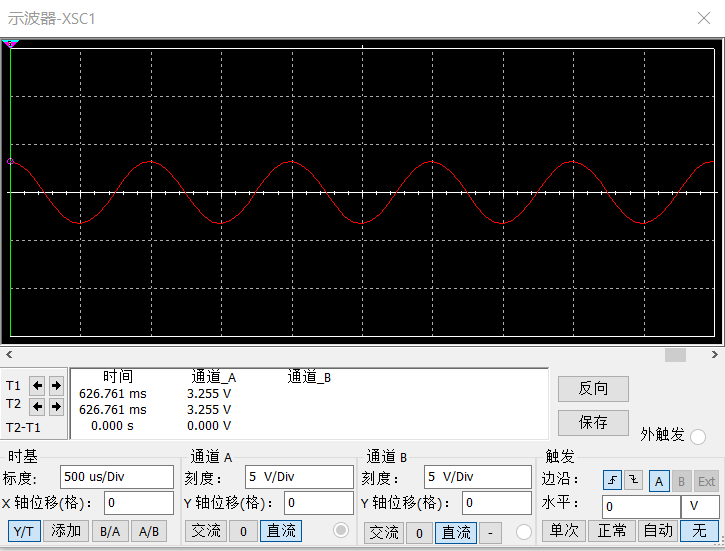 示波器-XSC1
时间 通道_A 通道_B
T1 626.761 ms 3.255 V
T2 626.761 ms 3.255 V
T2-T1 0.000 s 0.000 V
反向
保存
外触发
时基 通道 A 通道 B 触发
标度: 500 us/Div 刻度: 5 V/Div 刻度: 5 V/Div 边沿: A B Ext
X 轴位移(格): 0 Y 轴位移(格): 0 Y 轴位移(格): 0 水平: 0 V
Y/T 添加 B/A A/B 交流 0 直流 交流 0 直流 - 单次 正常 自动 无